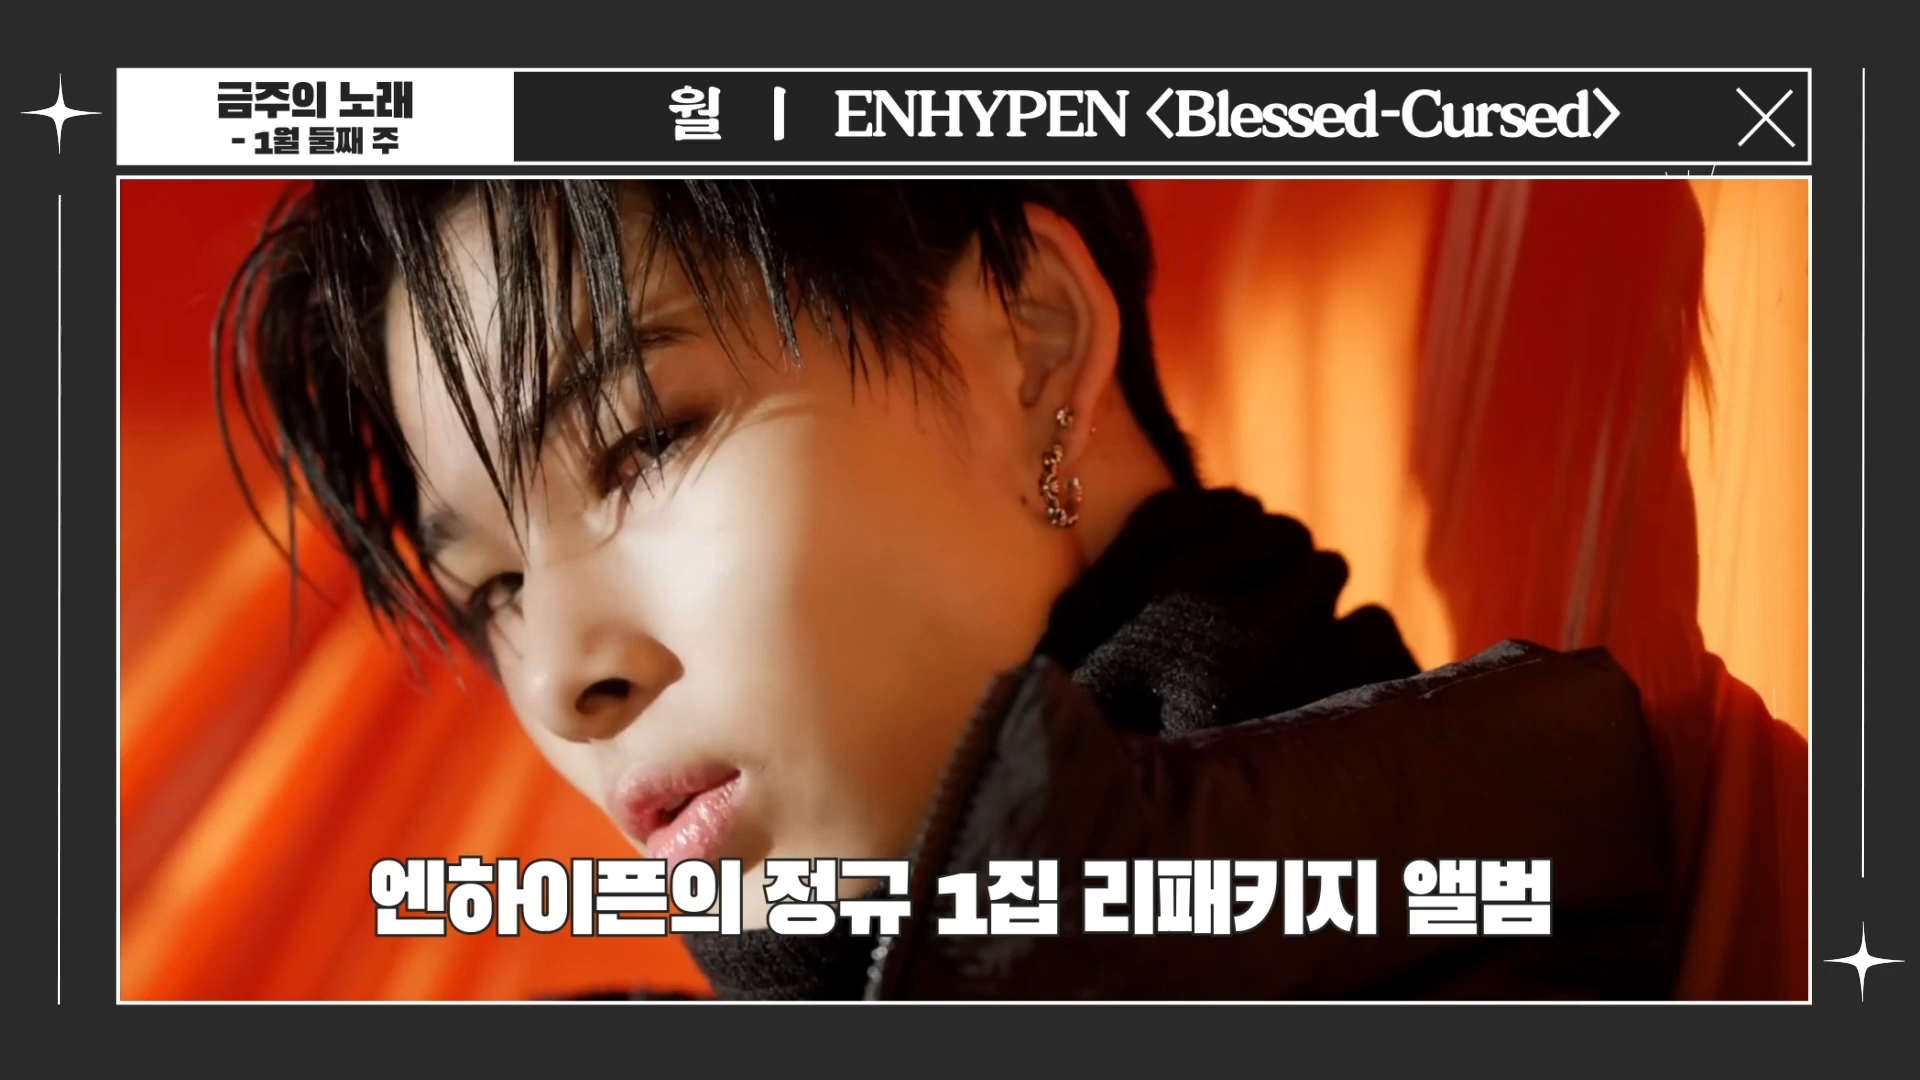 금주의 노래
- 1월 둘째 주
월 ㅣ ENHYPEN <Blessed-Cursed>
엔하이픈의 정규 1집 리패키지 앨범